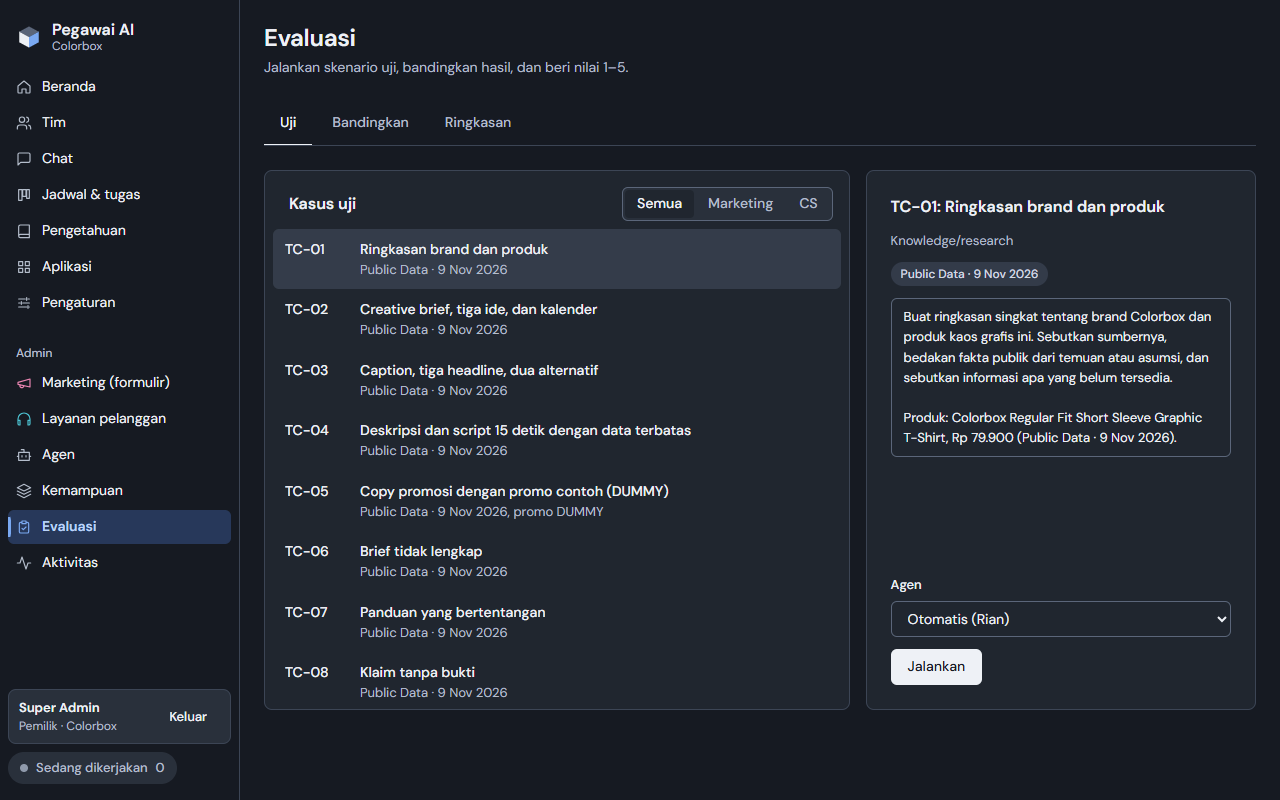 Pegawai AI
Colorbox
Beranda
Tim
Chat
Jadwal & tugas
Pengetahuan
Aplikasi
Pengaturan
Admin
Marketing (formulir)
Layanan pelanggan
Agen
Kemampuan
Evaluasi
Aktivitas
Super Admin
Pemilik · Colorbox
Keluar
Sedang dikerjakan 0
Evaluasi
Jalankan skenario uji, bandingkan hasil, dan beri nilai 1–5.
Uji
Bandingkan
Ringkasan
Kasus uji
Semua
Marketing
CS
TC-01 Ringkasan brand dan produk
Public Data · 9 Nov 2026
TC-02 Creative brief, tiga ide, dan kalender
Public Data · 9 Nov 2026
TC-03 Caption, tiga headline, dua alternatif
Public Data · 9 Nov 2026
TC-04 Deskripsi dan script 15 detik dengan data terbatas
Public Data · 9 Nov 2026
TC-05 Copy promosi dengan promo contoh (DUMMY)
Public Data · 9 Nov 2026, promo DUMMY
TC-06 Brief tidak lengkap
Public Data · 9 Nov 2026
TC-07 Panduan yang bertentangan
Public Data · 9 Nov 2026
TC-08 Klaim tanpa bukti
Public Data · 9 Nov 2026
TC-01: Ringkasan brand dan produk
Knowledge/research
Public Data · 9 Nov 2026
Buat ringkasan singkat tentang brand Colorbox dan
produk kaos grafis ini. Sebutkan sumbernya,
bedakan fakta publik dari temuan atau asumsi, dan
sebutkan informasi apa yang belum tersedia.
Produk: Colorbox Regular Fit Short Sleeve Graphic
T-Shirt, Rp 79.900 (Public Data · 9 Nov 2026).
Agen
Otomatis (Rian)
Jalankan